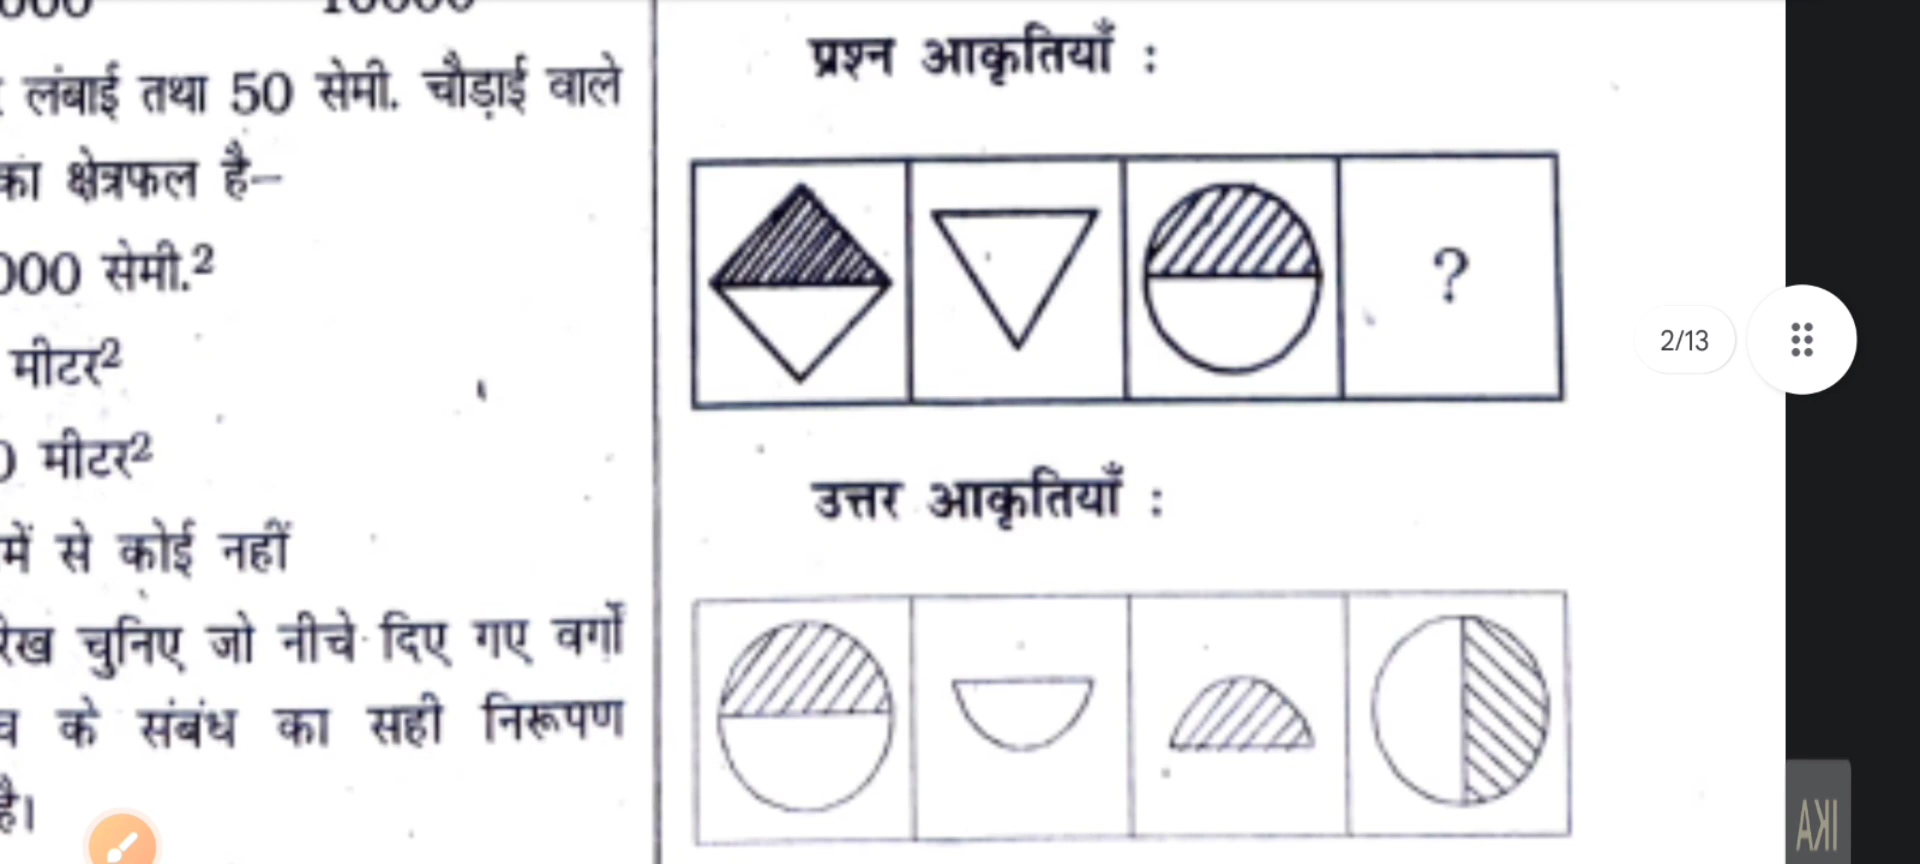 लंबाई तथा 50 सेमी. चौड़ाई वाले
का क्षेत्रफल है–
000 सेमी.²
मीटर²
0 मीटर²
में से कोई नहीं
चुनिए जो नीचे दिए गए वर्गों
के संबंध का सही निरूपण
है।
प्रश्न आकृतियाँ :
?
उत्तर आकृतियाँ :
2/13